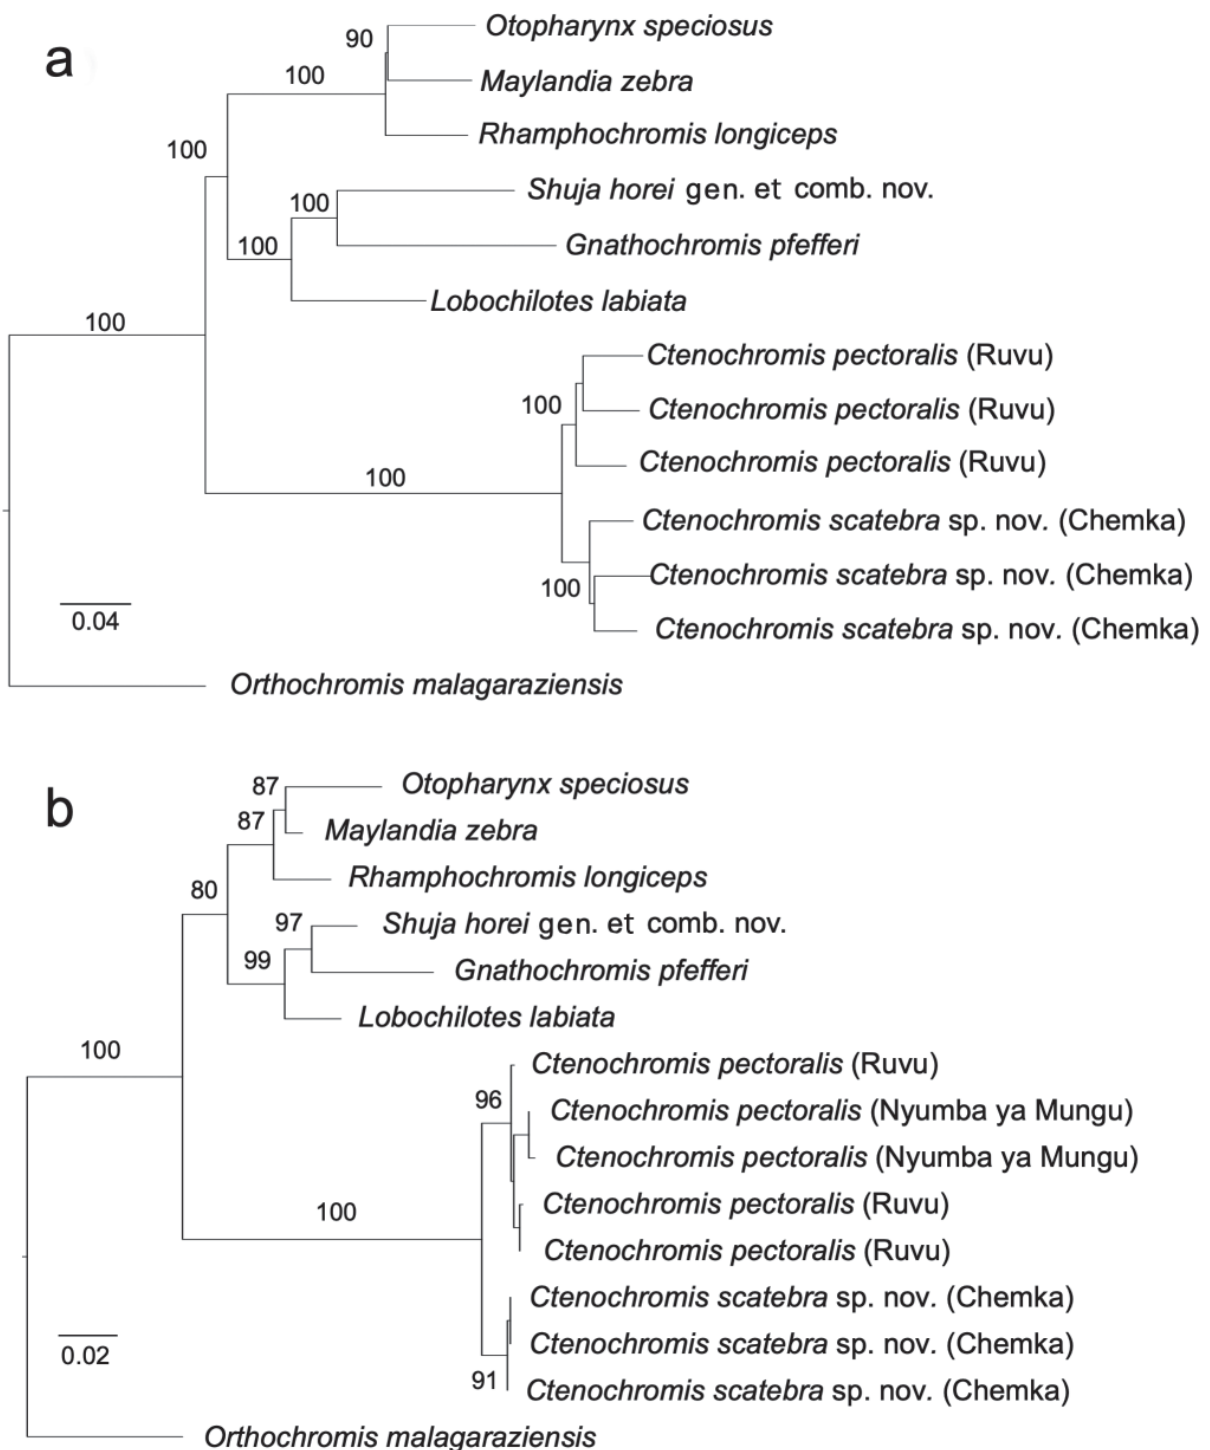 a
90
Otopharynx speciosus
100
Maylandia zebra
Rhamphochromis longiceps
100
100
Shuja horei gen. et comb. nov.
100
Gnathochromis pfefferi
Lobochilotes labiata
100
Ctenochromis pectoralis (Ruvu)
100
Ctenochromis pectoralis (Ruvu)
Ctenochromis pectoralis (Ruvu)
100
Ctenochromis scatebra sp. nov. (Chemka)
100
Ctenochromis scatebra sp. nov. (Chemka)
0.04
Ctenochromis scatebra sp. nov. (Chemka)
Orthochromis malagaraziensis
b
87
Otopharynx speciosus
87
Maylandia zebra
Rhamphochromis longiceps
80
97
Shuja horei gen. et comb. nov.
99
Gnathochromis pfefferi
Lobochilotes labiata
100
Ctenochromis pectoralis (Ruvu)
96
Ctenochromis pectoralis (Nyumba ya Mungu)
Ctenochromis pectoralis (Nyumba ya Mungu)
100
Ctenochromis pectoralis (Ruvu)
Ctenochromis pectoralis (Ruvu)
Ctenochromis scatebra sp. nov. (Chemka)
0.02
Ctenochromis scatebra sp. nov. (Chemka)
91
Ctenochromis scatebra sp. nov. (Chemka)
Orthochromis malagaraziensis